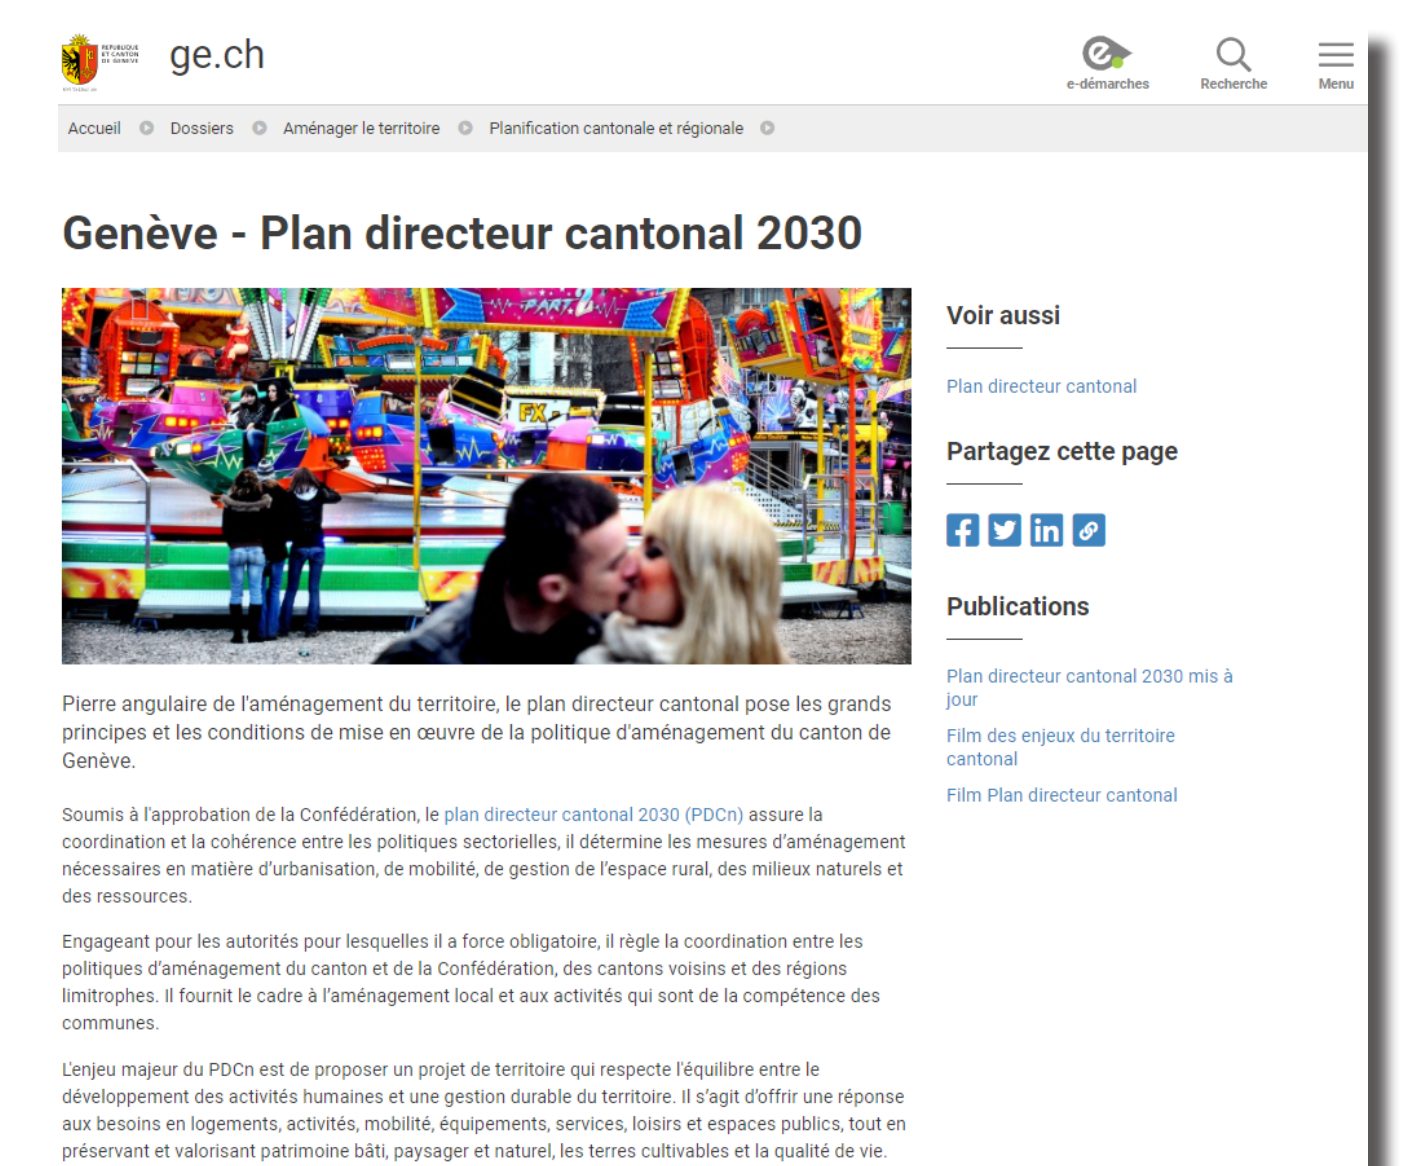 REPUBLIQUE
ET CANTON
DE GENEVE
ge.ch
e-démarches
Recherche
Menu
Accueil
Dossiers
Aménager le territoire
Planification cantonale et régionale
Genève - Plan directeur cantonal 2030
PART. 2
FX
Pierre angulaire de l'aménagement du territoire, le plan directeur cantonal pose les grands
principes et les conditions de mise en œuvre de la politique d'aménagement du canton de
Genève.
Soumis à l'approbation de la Confédération, le plan directeur cantonal 2030 (PDCn) assure la
coordination et la cohérence entre les politiques sectorielles, il détermine les mesures d’aménagement
nécessaires en matière d’urbanisation, de mobilité, de gestion de l’espace rural, des milieux naturels et
des ressources.
Engageant pour les autorités pour lesquelles il a force obligatoire, il règle la coordination entre les
politiques d’aménagement du canton et de la Confédération, des cantons voisins et des régions
limitrophes. Il fournit le cadre à l’aménagement local et aux activités qui sont de la compétence des
communes.
L'enjeu majeur du PDCn est de proposer un projet de territoire qui respecte l'équilibre entre le
développement des activités humaines et une gestion durable du territoire. Il s’agit d’offrir une réponse
aux besoins en logements, activités, mobilité, équipements, services, loisirs et espaces publics, tout en
préservant et valorisant patrimoine bâti, paysager et naturel, les terres cultivables et la qualité de vie.
Voir aussi
Plan directeur cantonal
Partagez cette page
Publications
Plan directeur cantonal 2030 mis à
jour
Film des enjeux du territoire
cantonal
Film Plan directeur cantonal